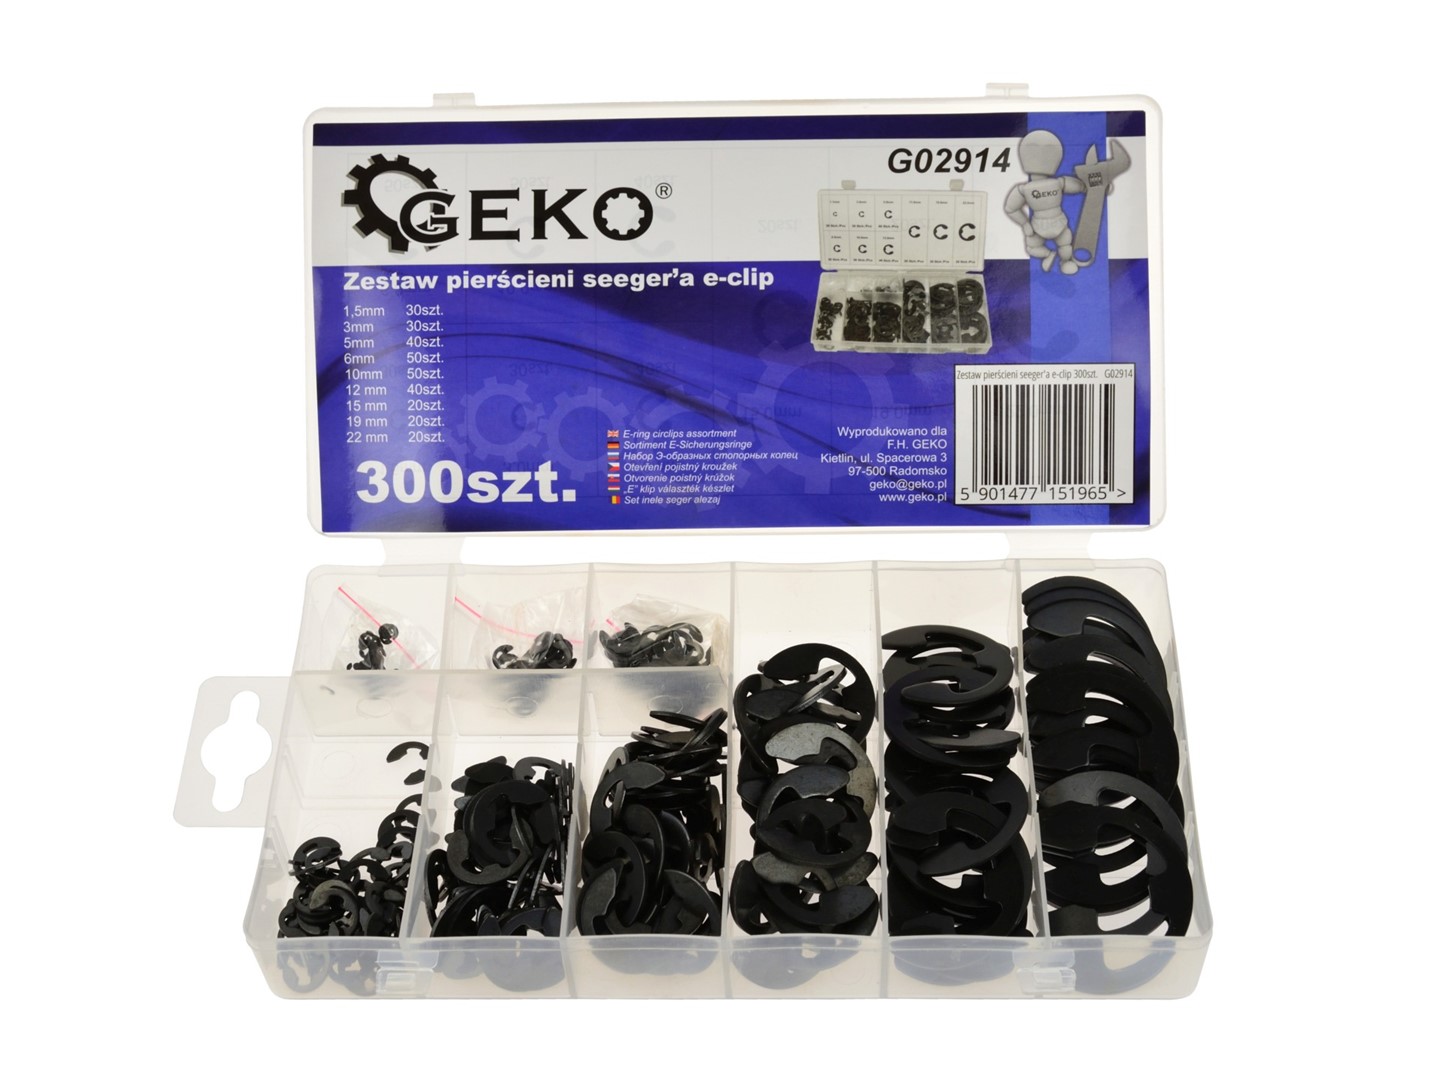 G02914
GEKO®
GEKO
Zestaw pierścieni seeger'a e-clip
1,5mm 30szt.
3mm 30szt.
5mm 40szt.
6mm 50szt.
10mm 50szt.
12 mm 40szt.
15 mm 20szt.
19 mm 20szt.
22 mm 20szt.
300szt.
E-ring circlips assortment
Sortiment E-Sicherungsringe
Набор Э-образных стопорных колец
Otevření pojistný kroužek
Otvorenie poistný krúžok
„E" klip választék készlet
Set inele seger alezaj
Wyprodukowano dla
F.H. GEKO
Kietlin, ul. Spacerowa 3
97-500 Radomsko
geko@geko.pl
www.geko.pl
Zestaw pierścieni seeger'a e-clip 300szt. G02914
5 901477 151965 >